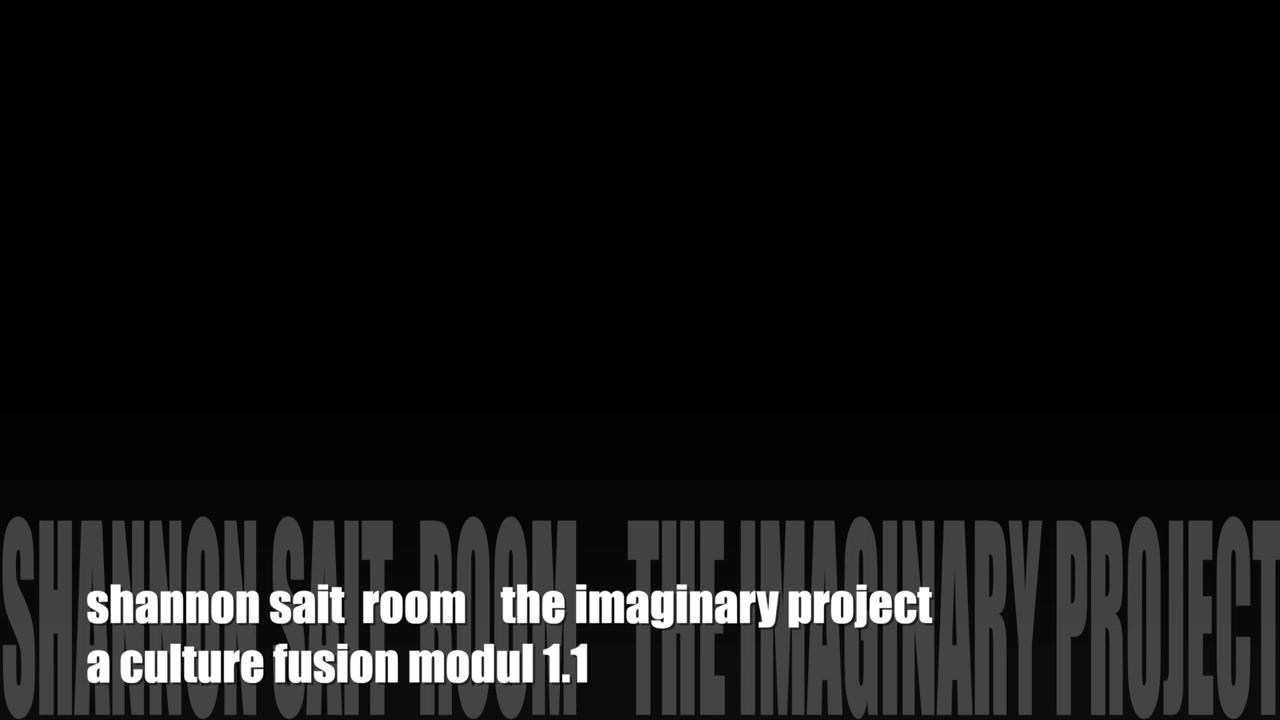 SHANNON SAIT ROOM THE IMAGINARY PROJECT
shannon sait room the imaginary project
a culture fusion modul 1.1